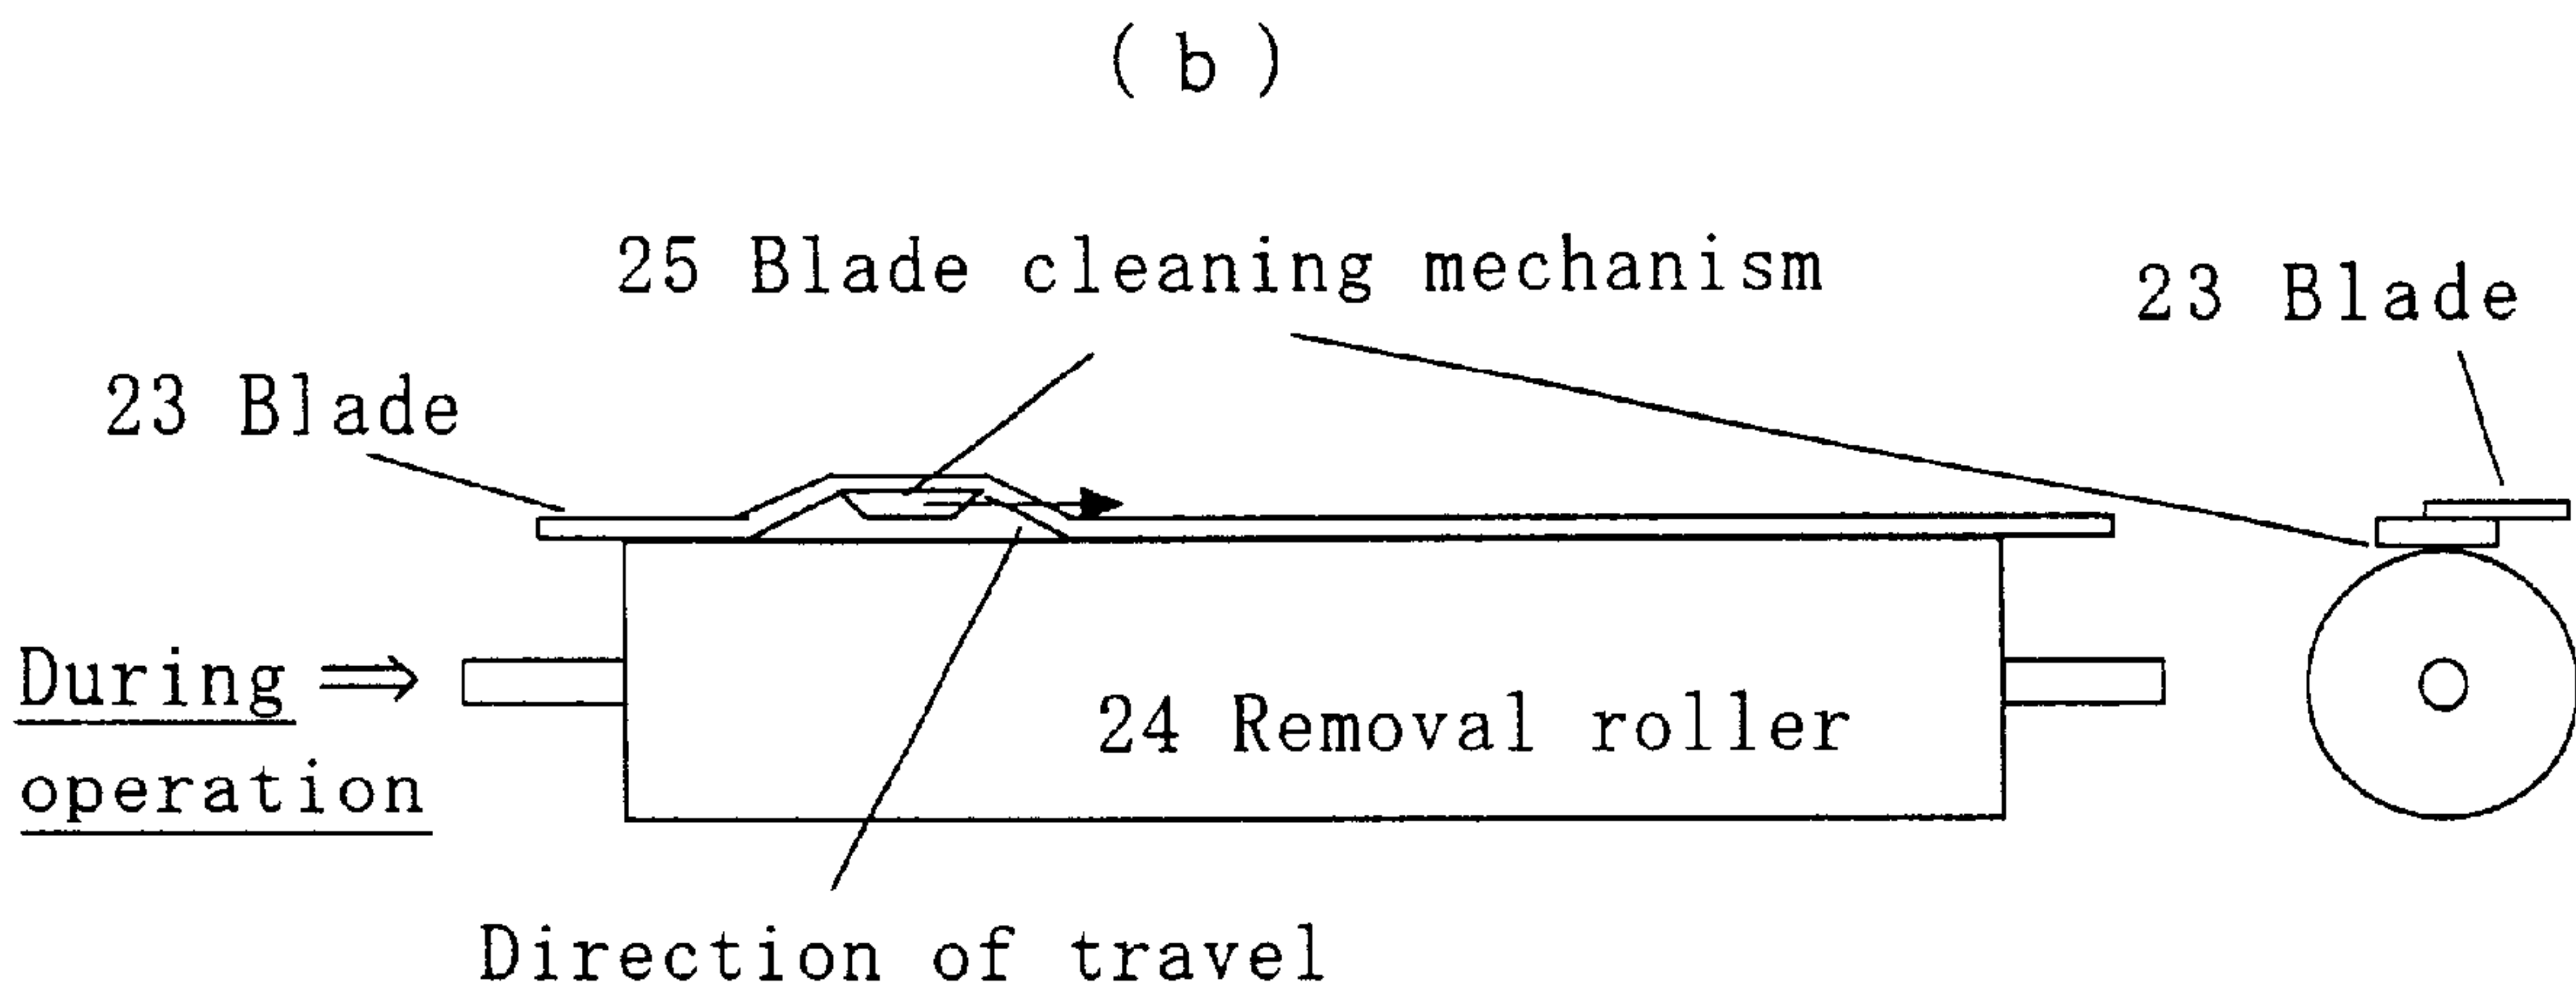 ( b )
25 Blade cleaning mechanism
23 Blade
23 Blade
During ⇒
operation
24 Removal roller
Direction of travel